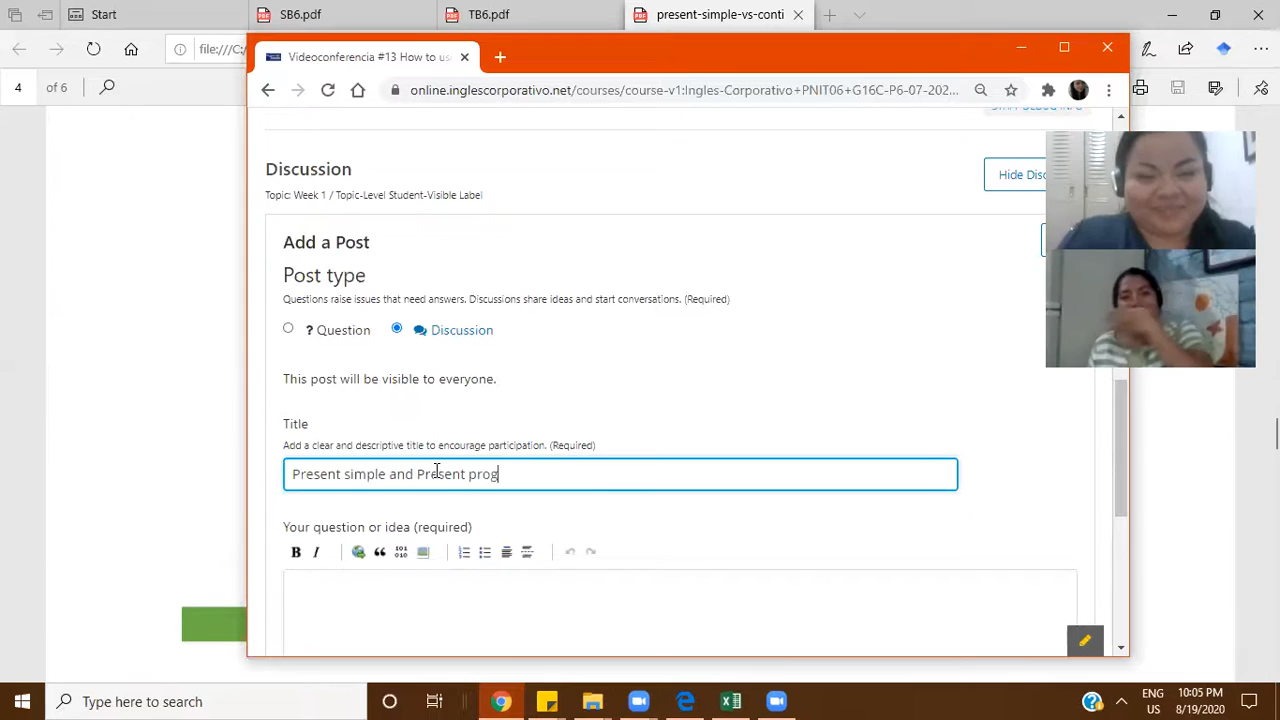 Start
SB6.pdf
TB6.pdf
present-simple-vs-conti
file:///C:/
4 of 6
Videoconferencia #13 How to us
online.inglescorporativo.net/courses/course-v1:Ingles-Corporativo+PNIT06+G16C-P6-07-202...
STAFF DEBUG INFO
Discussion
Hide Disc
Topic: Week 1 / Topic-Level Student-Visible Label
Add a Post
Post type
Questions raise issues that need answers. Discussions share ideas and start conversations. (Required)
? Question
Discussion
This post will be visible to everyone.
Title
Add a clear and descriptive title to encourage participation. (Required)
Present simple and Present prog
Your question or idea (required)
B I
Type here to search
ENG
US
10:05 PM
8/19/2020